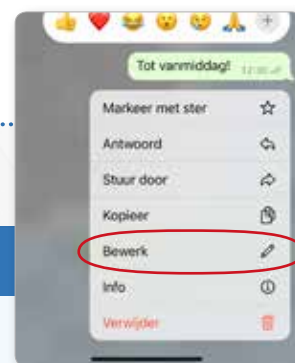 Tot vanmiddag!
Markeer met ster
Antwoord
Stuur door
Kopieer
Bewerk
Info
Verwijder